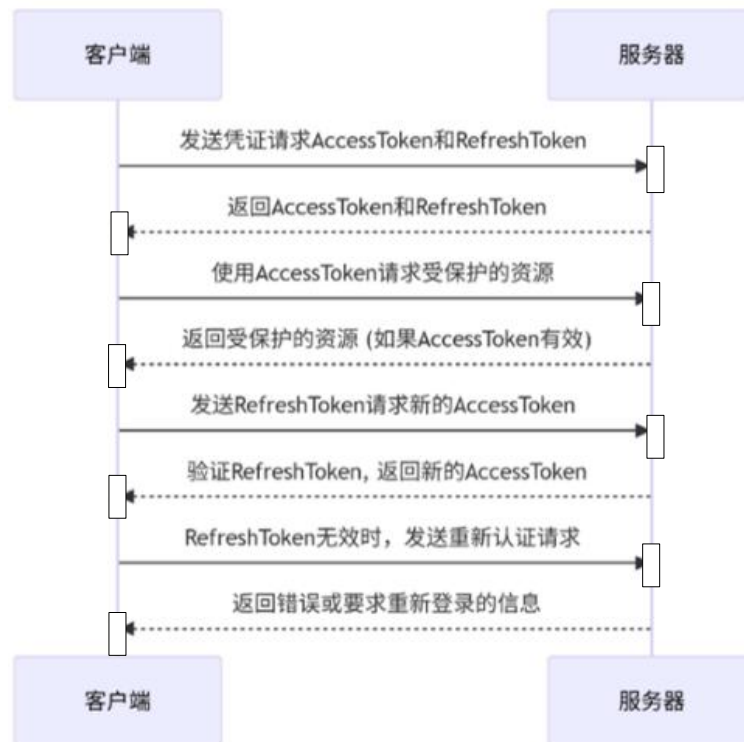 客户端
服务器
发送凭证请求AccessToken和RefreshToken
返回AccessToken和RefreshToken
使用AccessToken请求受保护的资源
返回受保护的资源 (如果AccessToken有效)
发送RefreshToken请求新的AccessToken
验证RefreshToken, 返回新的AccessToken
RefreshToken无效时，发送重新认证请求
返回错误或要求重新登录的信息
客户端
服务器